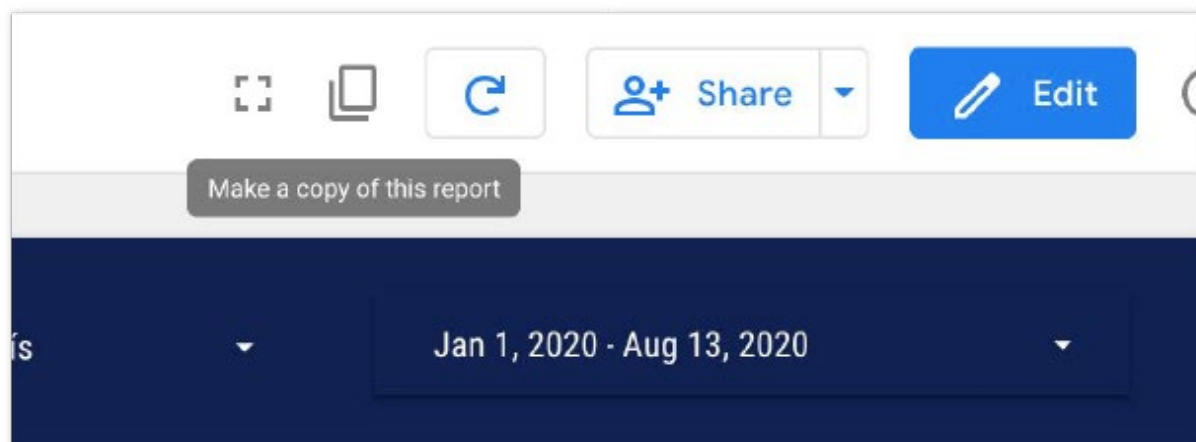 Share
Edit
Make a copy of this report
ís
Jan 1, 2020 - Aug 13, 2020